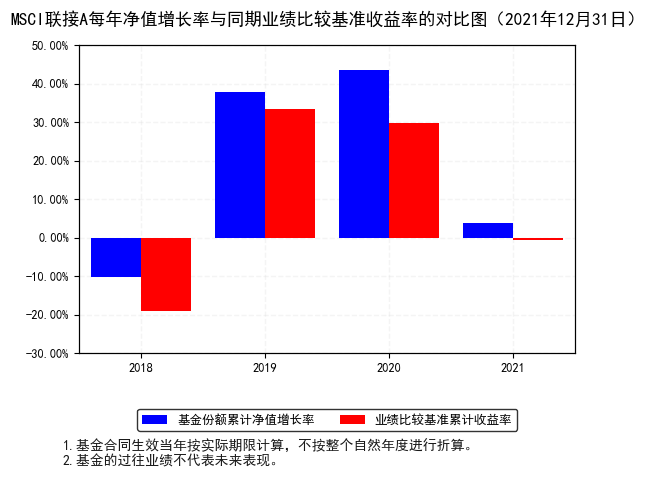 MSCI联接A每年净值增长率与同期业绩比较基准收益率的对比图（2021年12月31日）
50.00%
40.00%
30.00%
20.00%
10.00%
0.00%
-10.00%
-20.00%
-30.00%
2018 2019 2020 2021
基金份额累计净值增长率 业绩比较基准累计收益率
1.基金合同生效当年按实际期限计算，不按整个自然年度进行折算。
2.基金的过往业绩不代表未来表现。